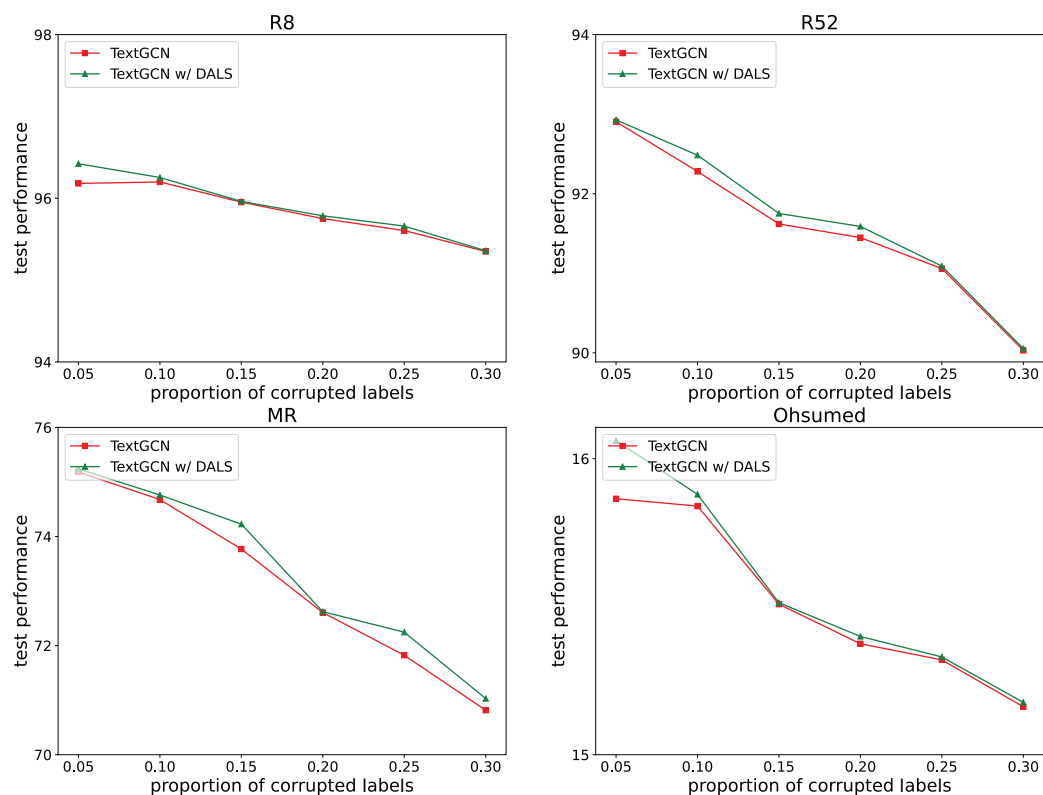 R8
98
TextGCN
TextGCN w/ DALS
96
94
test performance
0.05 0.10 0.15 0.20 0.25 0.30
proportion of corrupted labels
R52
94
TextGCN
TextGCN w/ DALS
92
90
test performance
0.05 0.10 0.15 0.20 0.25 0.30
proportion of corrupted labels
MR
76
TextGCN
TextGCN w/ DALS
74
72
70
test performance
0.05 0.10 0.15 0.20 0.25 0.30
proportion of corrupted labels
Ohsumed
TextGCN
16
TextGCN w/ DALS
15
test performance
0.05 0.10 0.15 0.20 0.25 0.30
proportion of corrupted labels